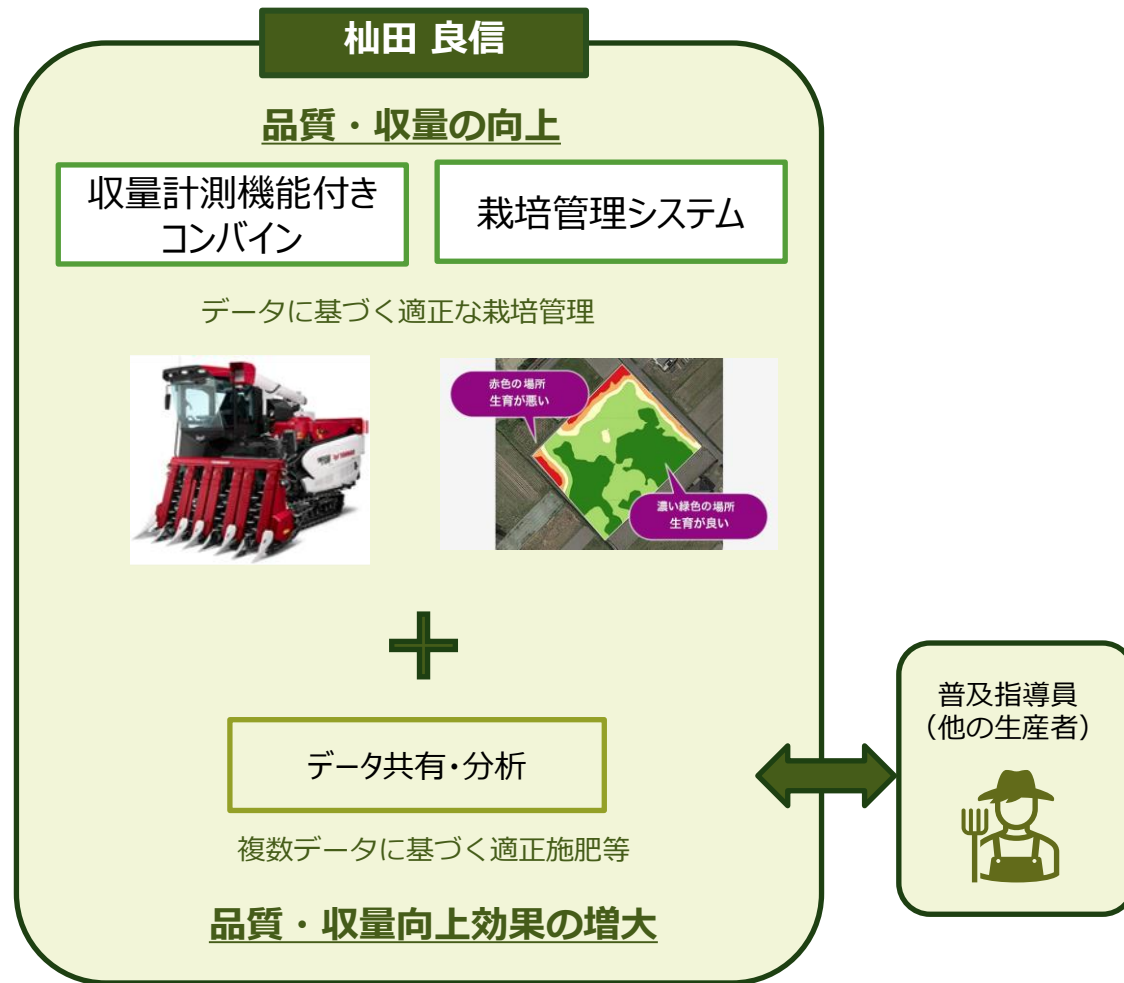 杣田 良信
品質・収量の向上
収量計測機能付き
コンバイン
栽培管理システム
データに基づく適正な栽培管理
赤色の場所
生育が悪い
濃い緑色の場所
生育が良い
データ共有・分析
複数データに基づく適正施肥等
品質・収量向上効果の増大
普及指導員
（他の生産者）